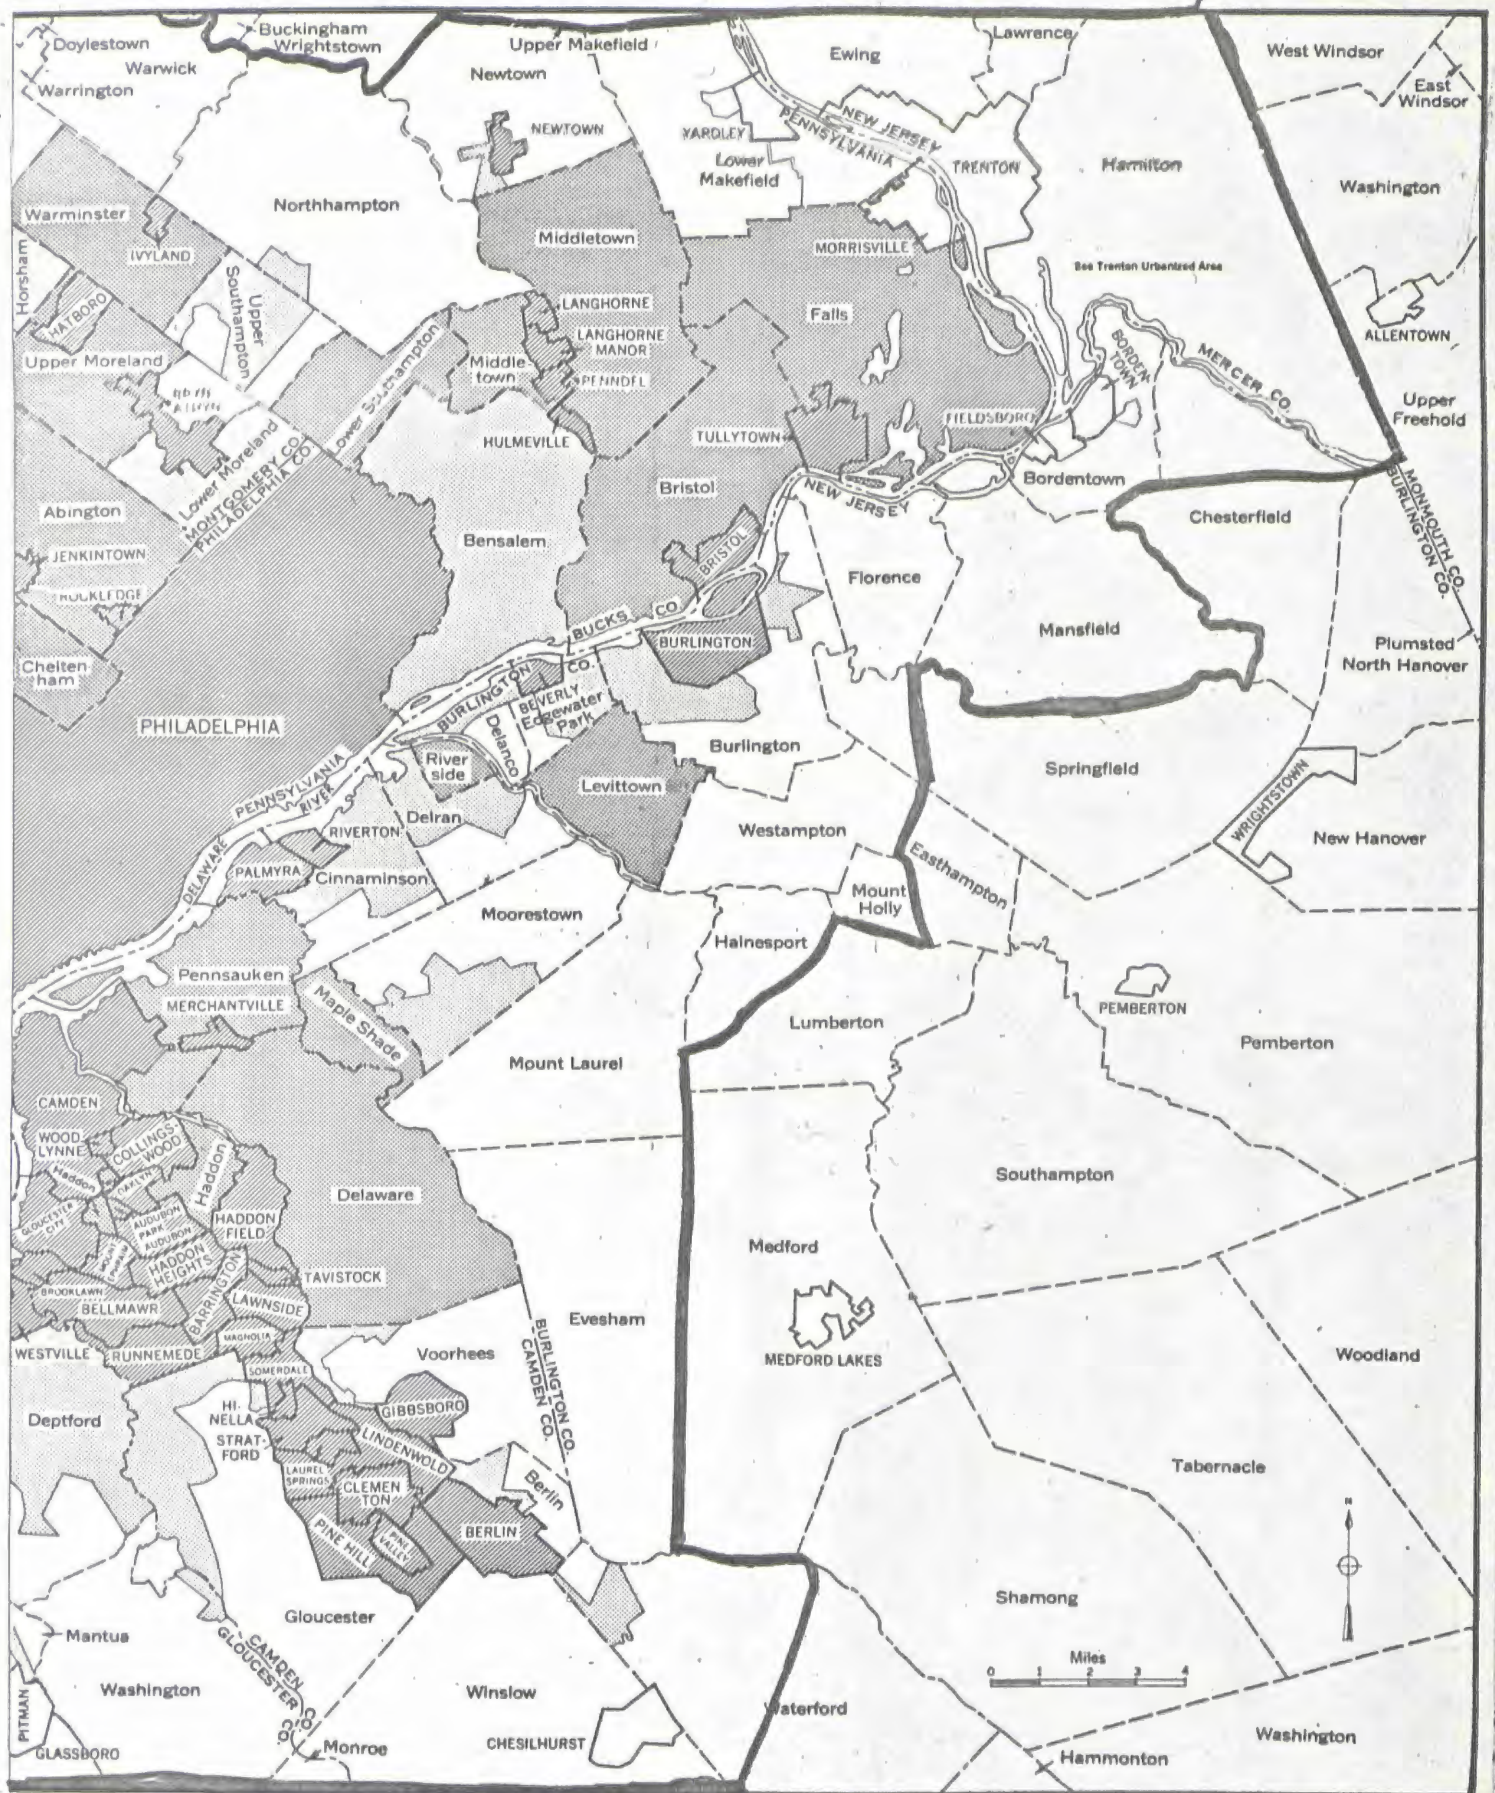 Doylestown
Buckingham
Wrightstown
Upper Makefield
Ewing
Lawrence
West Windsor
Warwick
Newtown
Warrington
East
Windsor
NEWTOWN
YARDLEY
NEW JERSEY
PENNSYLVANIA
Lower
Makefield
TRENTON
Hamilton
Washington
Northhampton
Warminster
IVYLAND
Middletown
MORRISVILLE
See Trenton Urbanized Area
Horsham
HATBORO
Upper
Southampton
LANGHORNE
Falls
LANGHORNE
MANOR
ALLENTOWN
Upper Moreland
Middle-
town
PENNDEL
BORDEN-
TOWN
MERCER CO.
Upper
Freehold
Lower Southampton
HULMEVILLE
TULLYTOWN
FIELDSBORO
Lower Moreland
MONTGOMERY CO.
PHILADELPHIA CO.
Bristol
NEW JERSEY
Bordentown
MONMOUTH CO.
BURLINGTON CO.
Abington
Chesterfield
Bensalem
BRISTOL
JENKINTOWN
Florence
ROCKLEDGE
BUCKS CO.
BURLINGTON
Mansfield
Plumsted
North Hanover
Chelten
ham
BURLINGTON CO.
BEVERLY
Edgewater
Park
PHILADELPHIA
Delanco
Burlington
River
side
Springfield
PENNSYLVANIA
Levittown
WRIGHTSTOWN
DELAWARE RIVER
Delran
RIVERTON
Westampton
New Hanover
PALMYRA
Cinnaminson
Easthampton
Mount
Holly
Moorestown
Hainesport
Pennsauken
MERCHANTVILLE
Maple Shade
Lumberton
PEMBERTON
Pemberton
Mount Laurel
CAMDEN
WOOD
LYNNE
COLLINGS-
WOOD
Haddon
OAKLYN
Haddon
Southampton
Delaware
GLOUCESTER
CITY
AUDUBON
PARK
AUDUBON
HADDON
FIELD
MOUNT
EPHRAIM
HADDON
HEIGHTS
Medford
TAVISTOCK
BROOKLAWN
BELLMAWR
BARRINGTON
LAWNSIDE
Evesham
BURLINGTON CO.
CAMDEN CO.
MAGNOLIA
WESTVILLE
RUNNEMEDE
Voorhees
MEDFORD LAKES
Woodland
SOMERDALE
Deptford
HI-
NELLA
GIBBSBORO
STRAT-
FORD
LINDENWOLD
LAUREL
SPRINGS
CLEMEN
TON
Berlin
Tabernacle
N
PINE HILL
PINE
VALLEY
BERLIN
Shamong
Gloucester
Mantua
CAMDEN CO.
GLOUCESTER CO.
Miles
0 1 2 3 4
Washington
Winslow
Waterford
PITMAN
GLASSBORO
Monroe
CHESILHURST
Washington
Hammonton